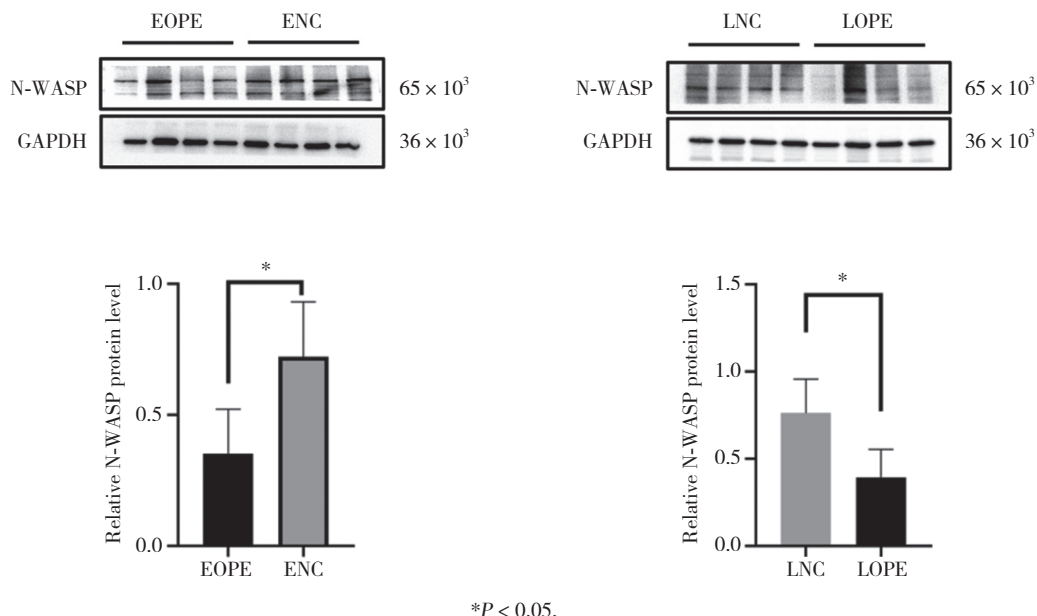 EOPE ENC
N-WASP 65 × 10³
GAPDH 36 × 10³
LNC LOPE
N-WASP 65 × 10³
GAPDH 36 × 10³
Relative N-WASP protein level
1.0
0.5
0.0
*
EOPE ENC
Relative N-WASP protein level
1.5
1.0
0.5
0.0
*
LNC LOPE
*P < 0.05.